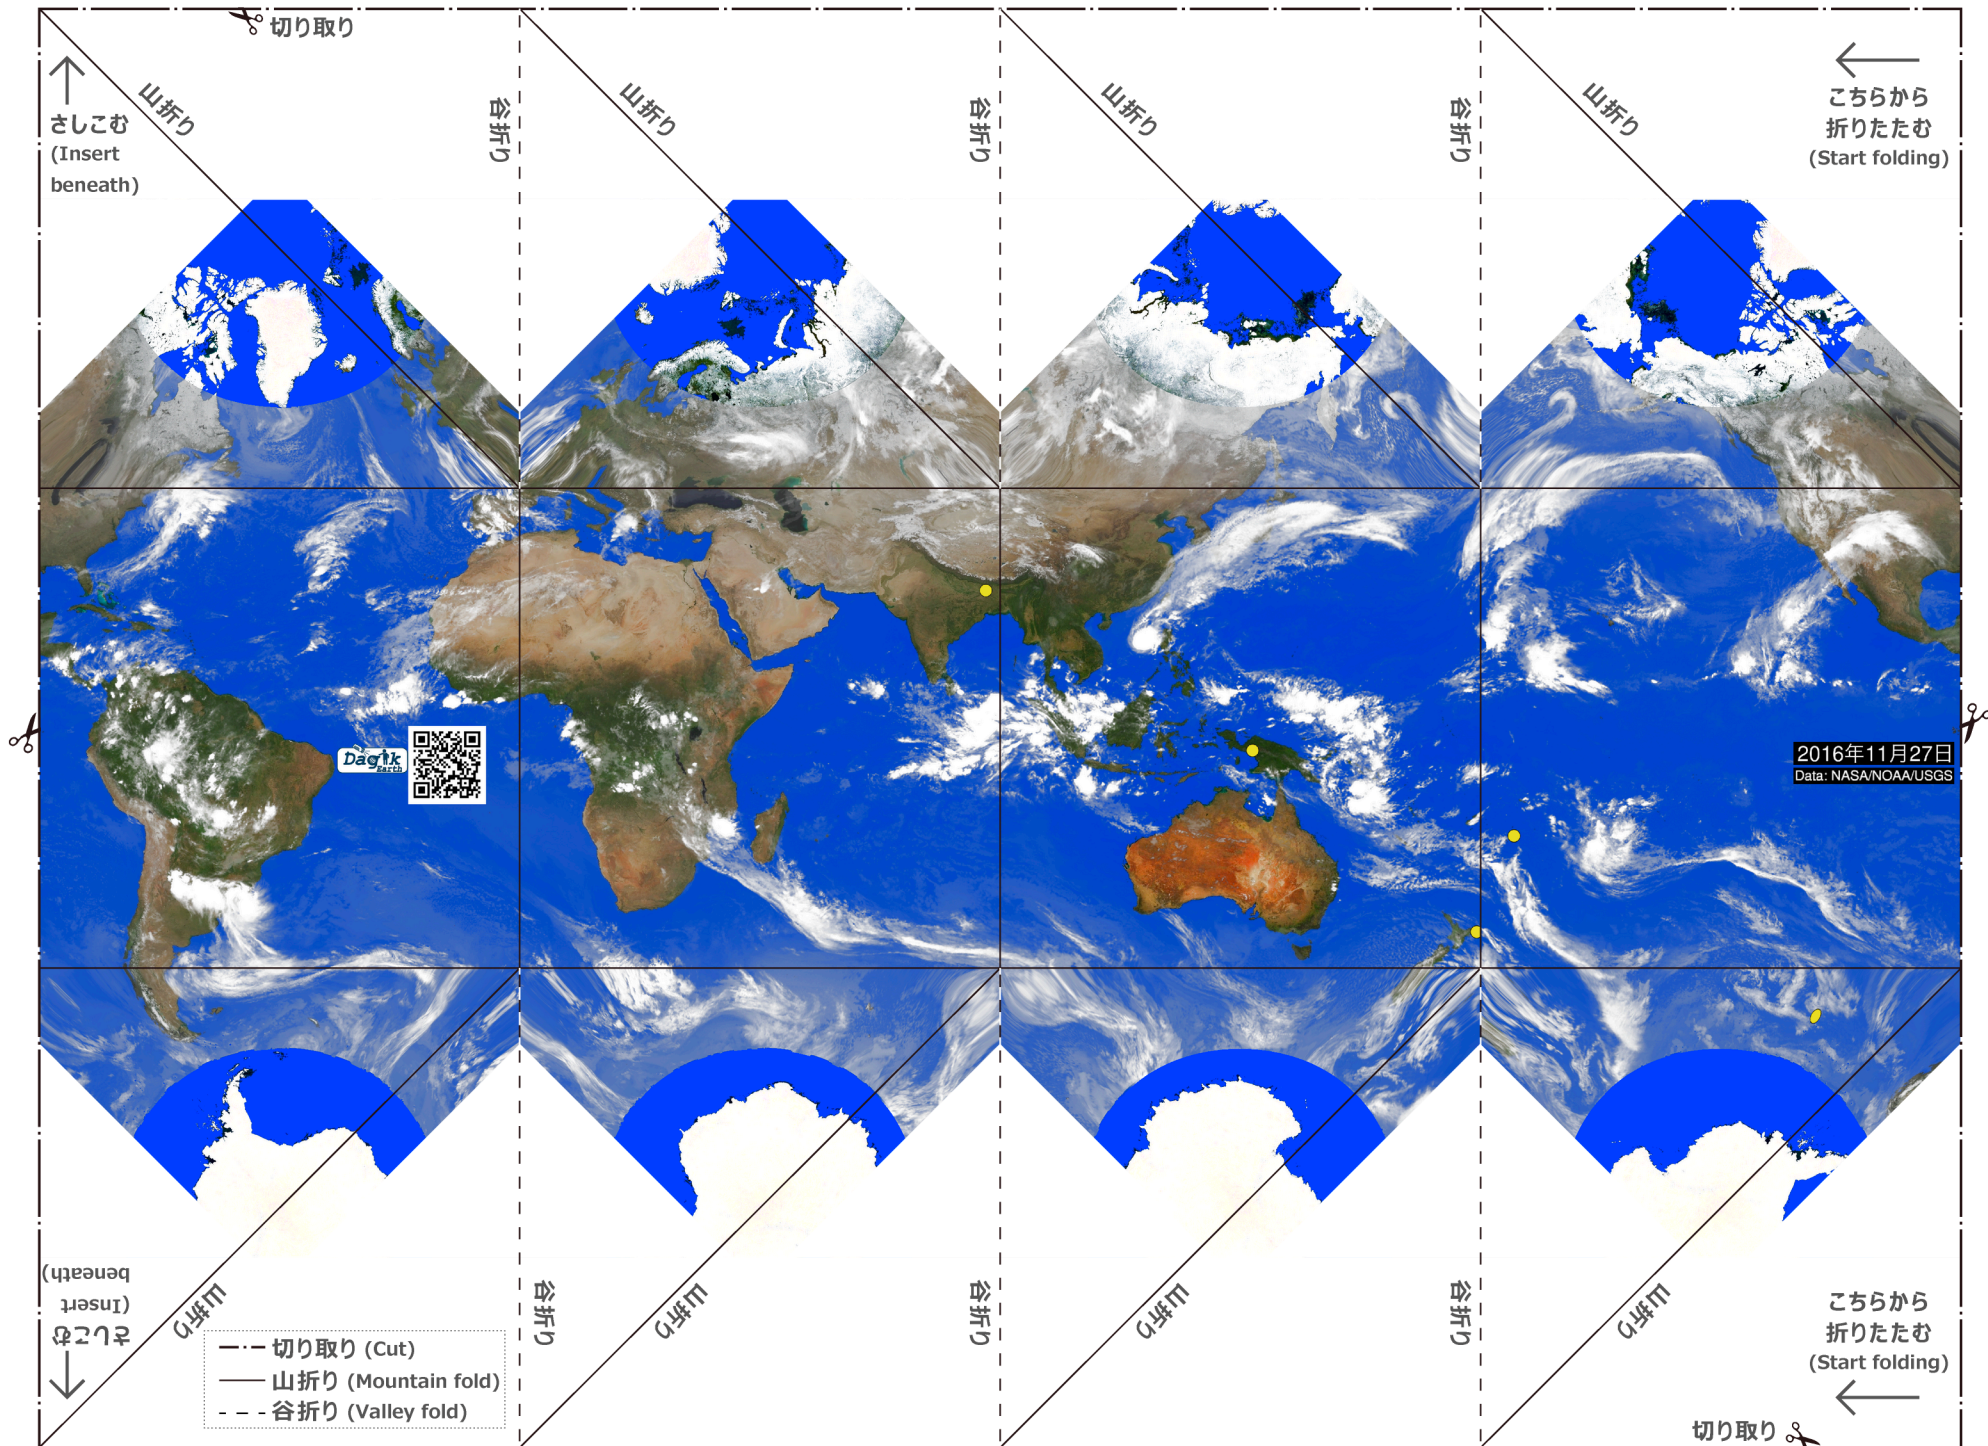 切り取り
山折り
谷折り
山折り
谷折り
山折り
谷折り
山折り
さしこむ
(Insert
beneath)
こちらから
折りたたむ
(Start folding)
Dagik
Earth
2016年11月27日
Data: NASA/NOAA/USGS
さしこむ
(Insert
beneath)
山折り
谷折り
山折り
谷折り
山折り
谷折り
山折り
こちらから
折りたたむ
(Start folding)
切り取り (Cut)
山折り (Mountain fold)
谷折り (Valley fold)
切り取り